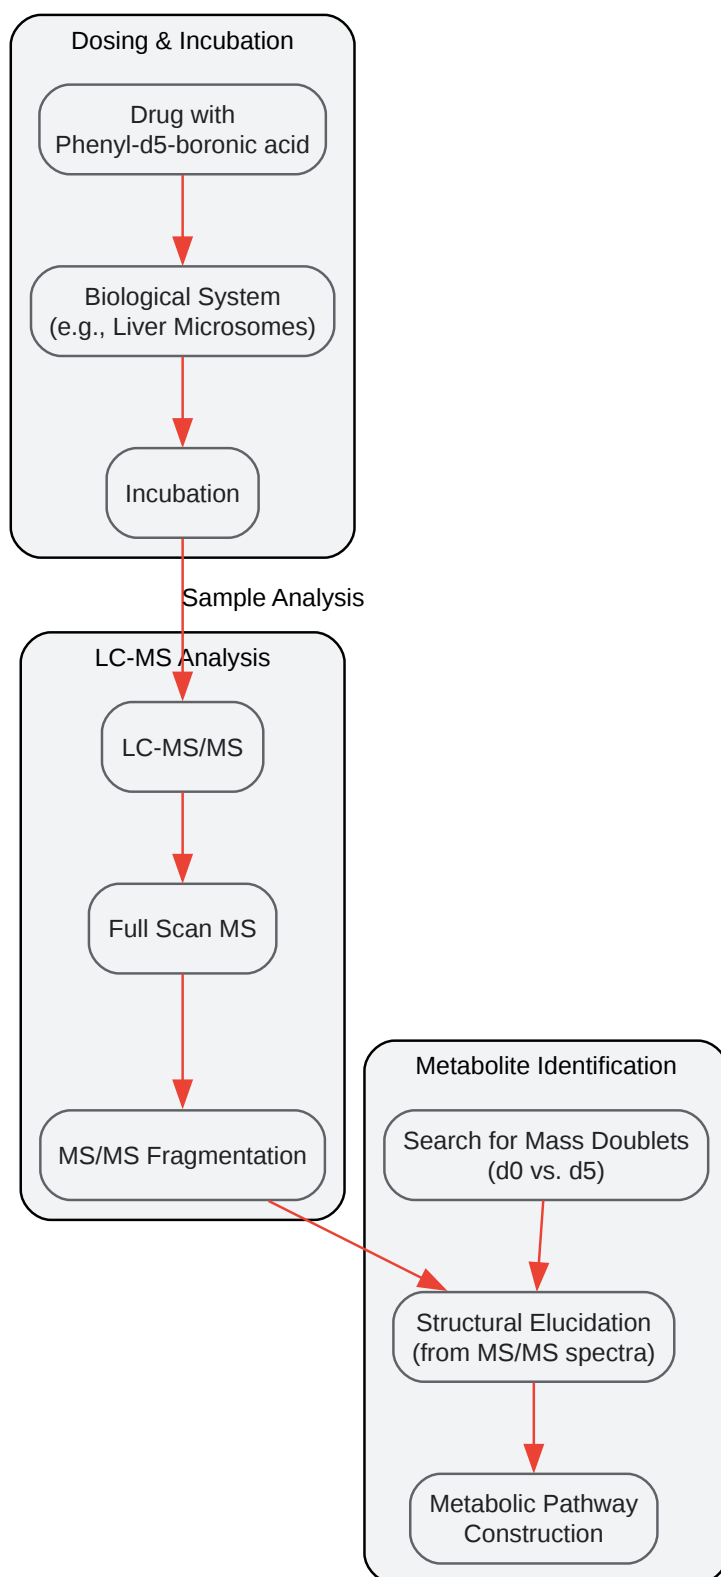 Dosing & Incubation
Drug with
Phenyl-d5-boronic acid
Biological System
(e.g., Liver Microsomes)
Incubation
Sample Analysis
LC-MS Analysis
LC-MS/MS
Full Scan MS
MS/MS Fragmentation
Metabolite Identification
Search for Mass Doublets
(d0 vs. d5)
Structural Elucidation
(from MS/MS spectra)
Metabolic Pathway
Construction